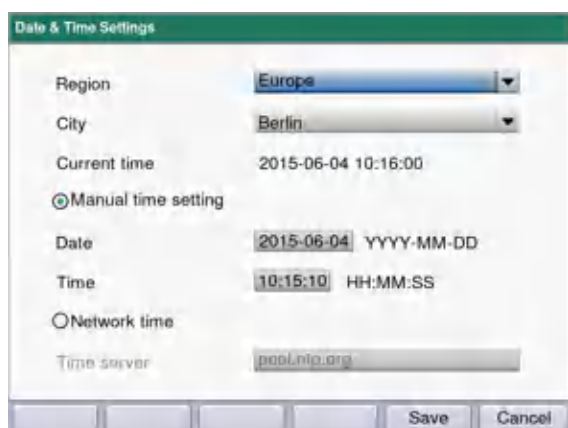 Date & Time Settings
Region Europe
City Berlin
Current time 2015-06-04 10:16:00
Manual time setting
Date 2015-06-04 YYYY-MM-DD
Time 10:15:10 HH:MM:SS
Network time
Time server pool.ntp.org
Save Cancel